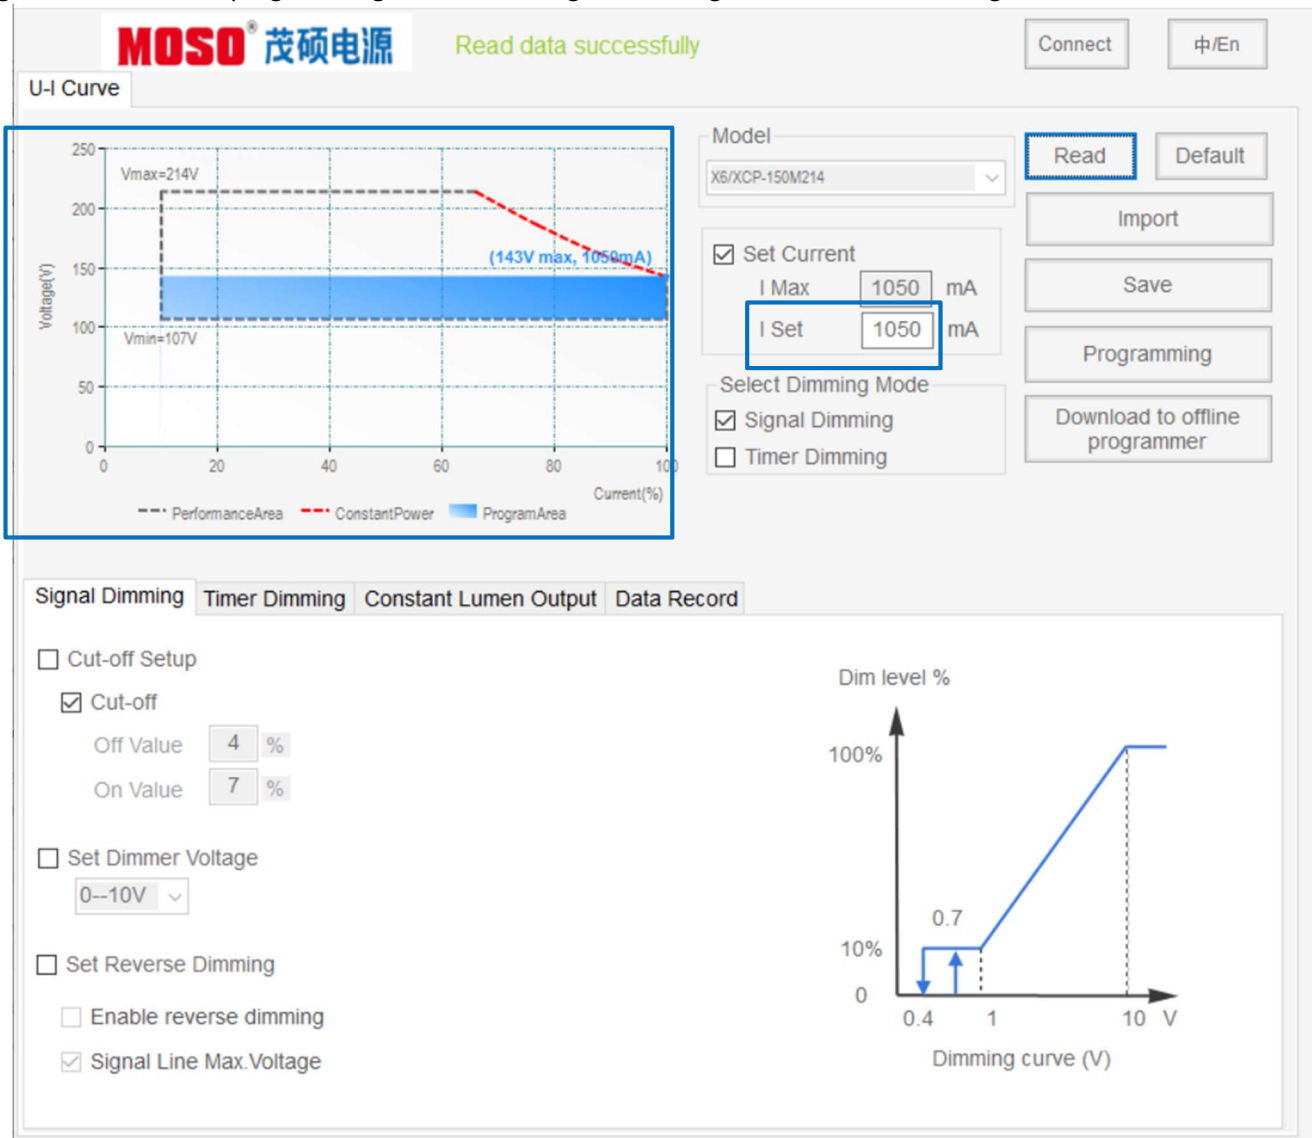 MOSO® 茂硕电源
Read data successfully
Connect
中/En
U-I Curve
250
200
150
100
50
0
Voltage(V)
Vmax=214V
(143V max, 1050mA)
Vmin=107V
0 20 40 60 80 100
Current(%)
PerformanceArea ConstantPower ProgramArea
Model
X6/XCP-150M214
Set Current
I Max 1050 mA
I Set 1050 mA
Select Dimming Mode
Signal Dimming
Timer Dimming
Read
Default
Import
Save
Programming
Download to offline
programmer
Signal Dimming Timer Dimming Constant Lumen Output Data Record
Cut-off Setup
Cut-off
Off Value 4 %
On Value 7 %
Set Dimmer Voltage
0--10V
Set Reverse Dimming
Enable reverse dimming
Signal Line Max.Voltage
Dim level %
100%
0.7
10%
0
0.4 1 10 V
Dimming curve (V)